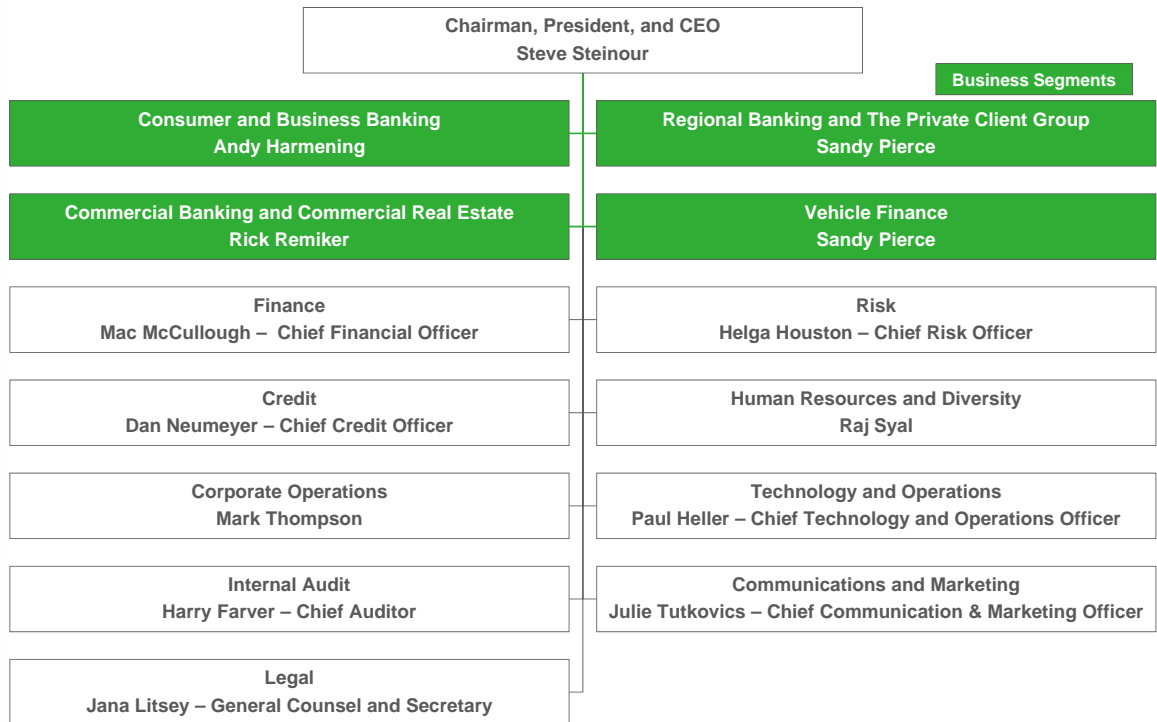 Chairman, President, and CEO
Steve Steinour
Business Segments
Consumer and Business Banking
Andy Harmening
Regional Banking and The Private Client Group
Sandy Pierce
Commercial Banking and Commercial Real Estate
Rick Remiker
Vehicle Finance
Sandy Pierce
Finance
Mac McCullough – Chief Financial Officer
Risk
Helga Houston – Chief Risk Officer
Credit
Dan Neumeyer – Chief Credit Officer
Human Resources and Diversity
Raj Syal
Corporate Operations
Mark Thompson
Technology and Operations
Paul Heller – Chief Technology and Operations Officer
Internal Audit
Harry Farver – Chief Auditor
Communications and Marketing
Julie Tutkovics – Chief Communication & Marketing Officer
Legal
Jana Litsey – General Counsel and Secretary